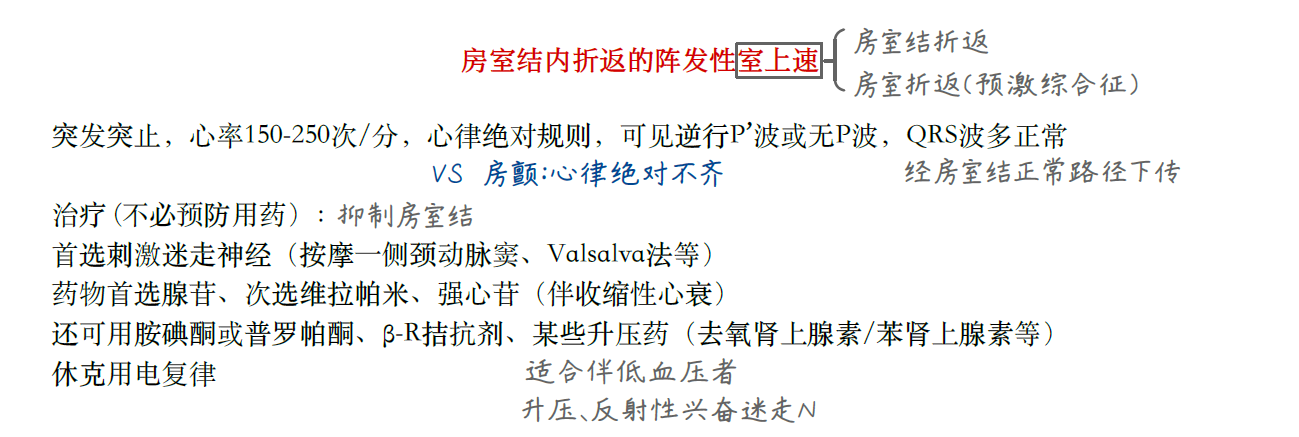 房室结内折返的阵发性室上速
房室结折返
房室折返(预激综合征)
突发突止，心率150-250次/分，心律绝对规则，可见逆行P’波或无P波，QRS波多正常
VS 房颤:心律绝对不齐
经房室结正常路径下传
治疗(不必预防用药）：抑制房室结
首选刺激迷走神经（按摩一侧颈动脉窦、Valsalva法等）
药物首选腺苷、次选维拉帕米、强心苷（伴收缩性心衰）
还可用胺碘酮或普罗帕酮、β-R拮抗剂、某些升压药（去氧肾上腺素/苯肾上腺素等）
休克用电复律
适合伴低血压者
升压、反射性兴奋迷走N